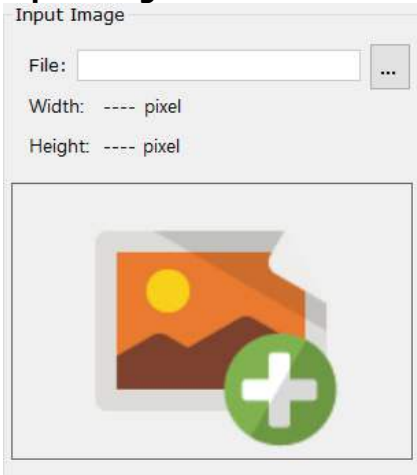 Input Image
File:
...
Width: ---- pixel
Height: ---- pixel